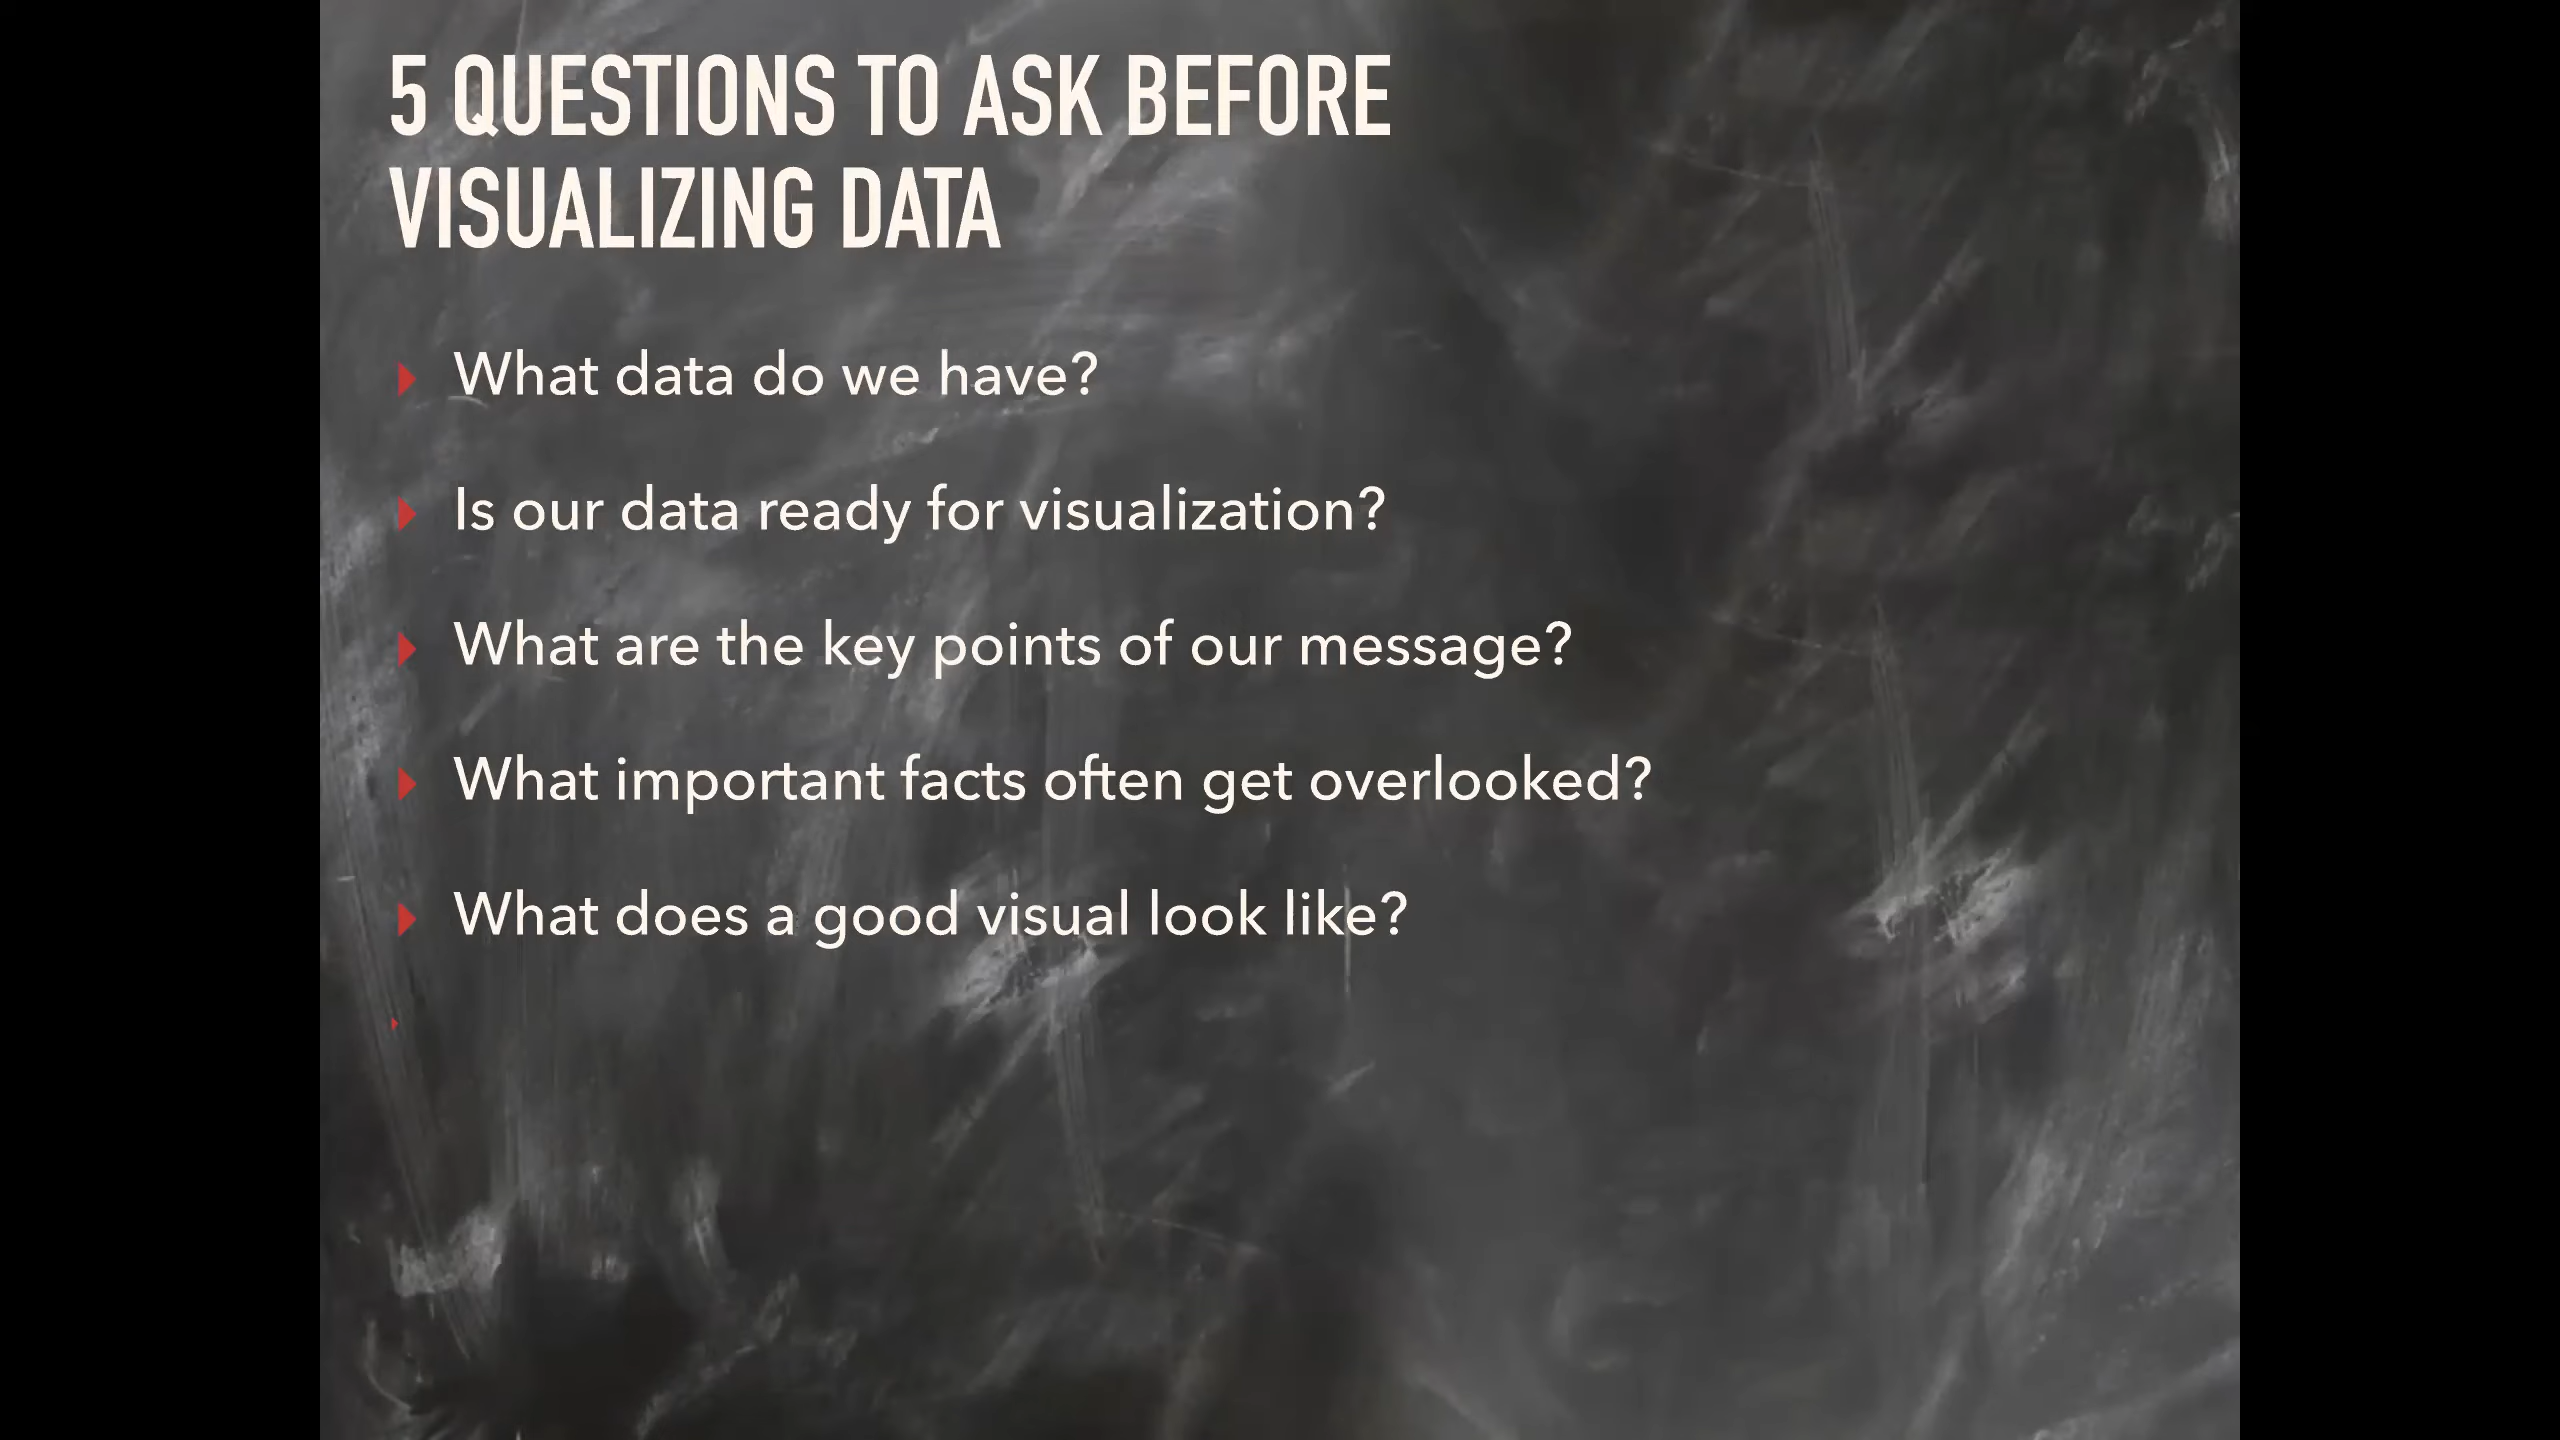 5 QUESTIONS TO ASK BEFORE
VISUALIZING DATA
What data do we have?
Is our data ready for visualization?
What are the key points of our message?
What important facts often get overlooked?
What does a good visual look like?